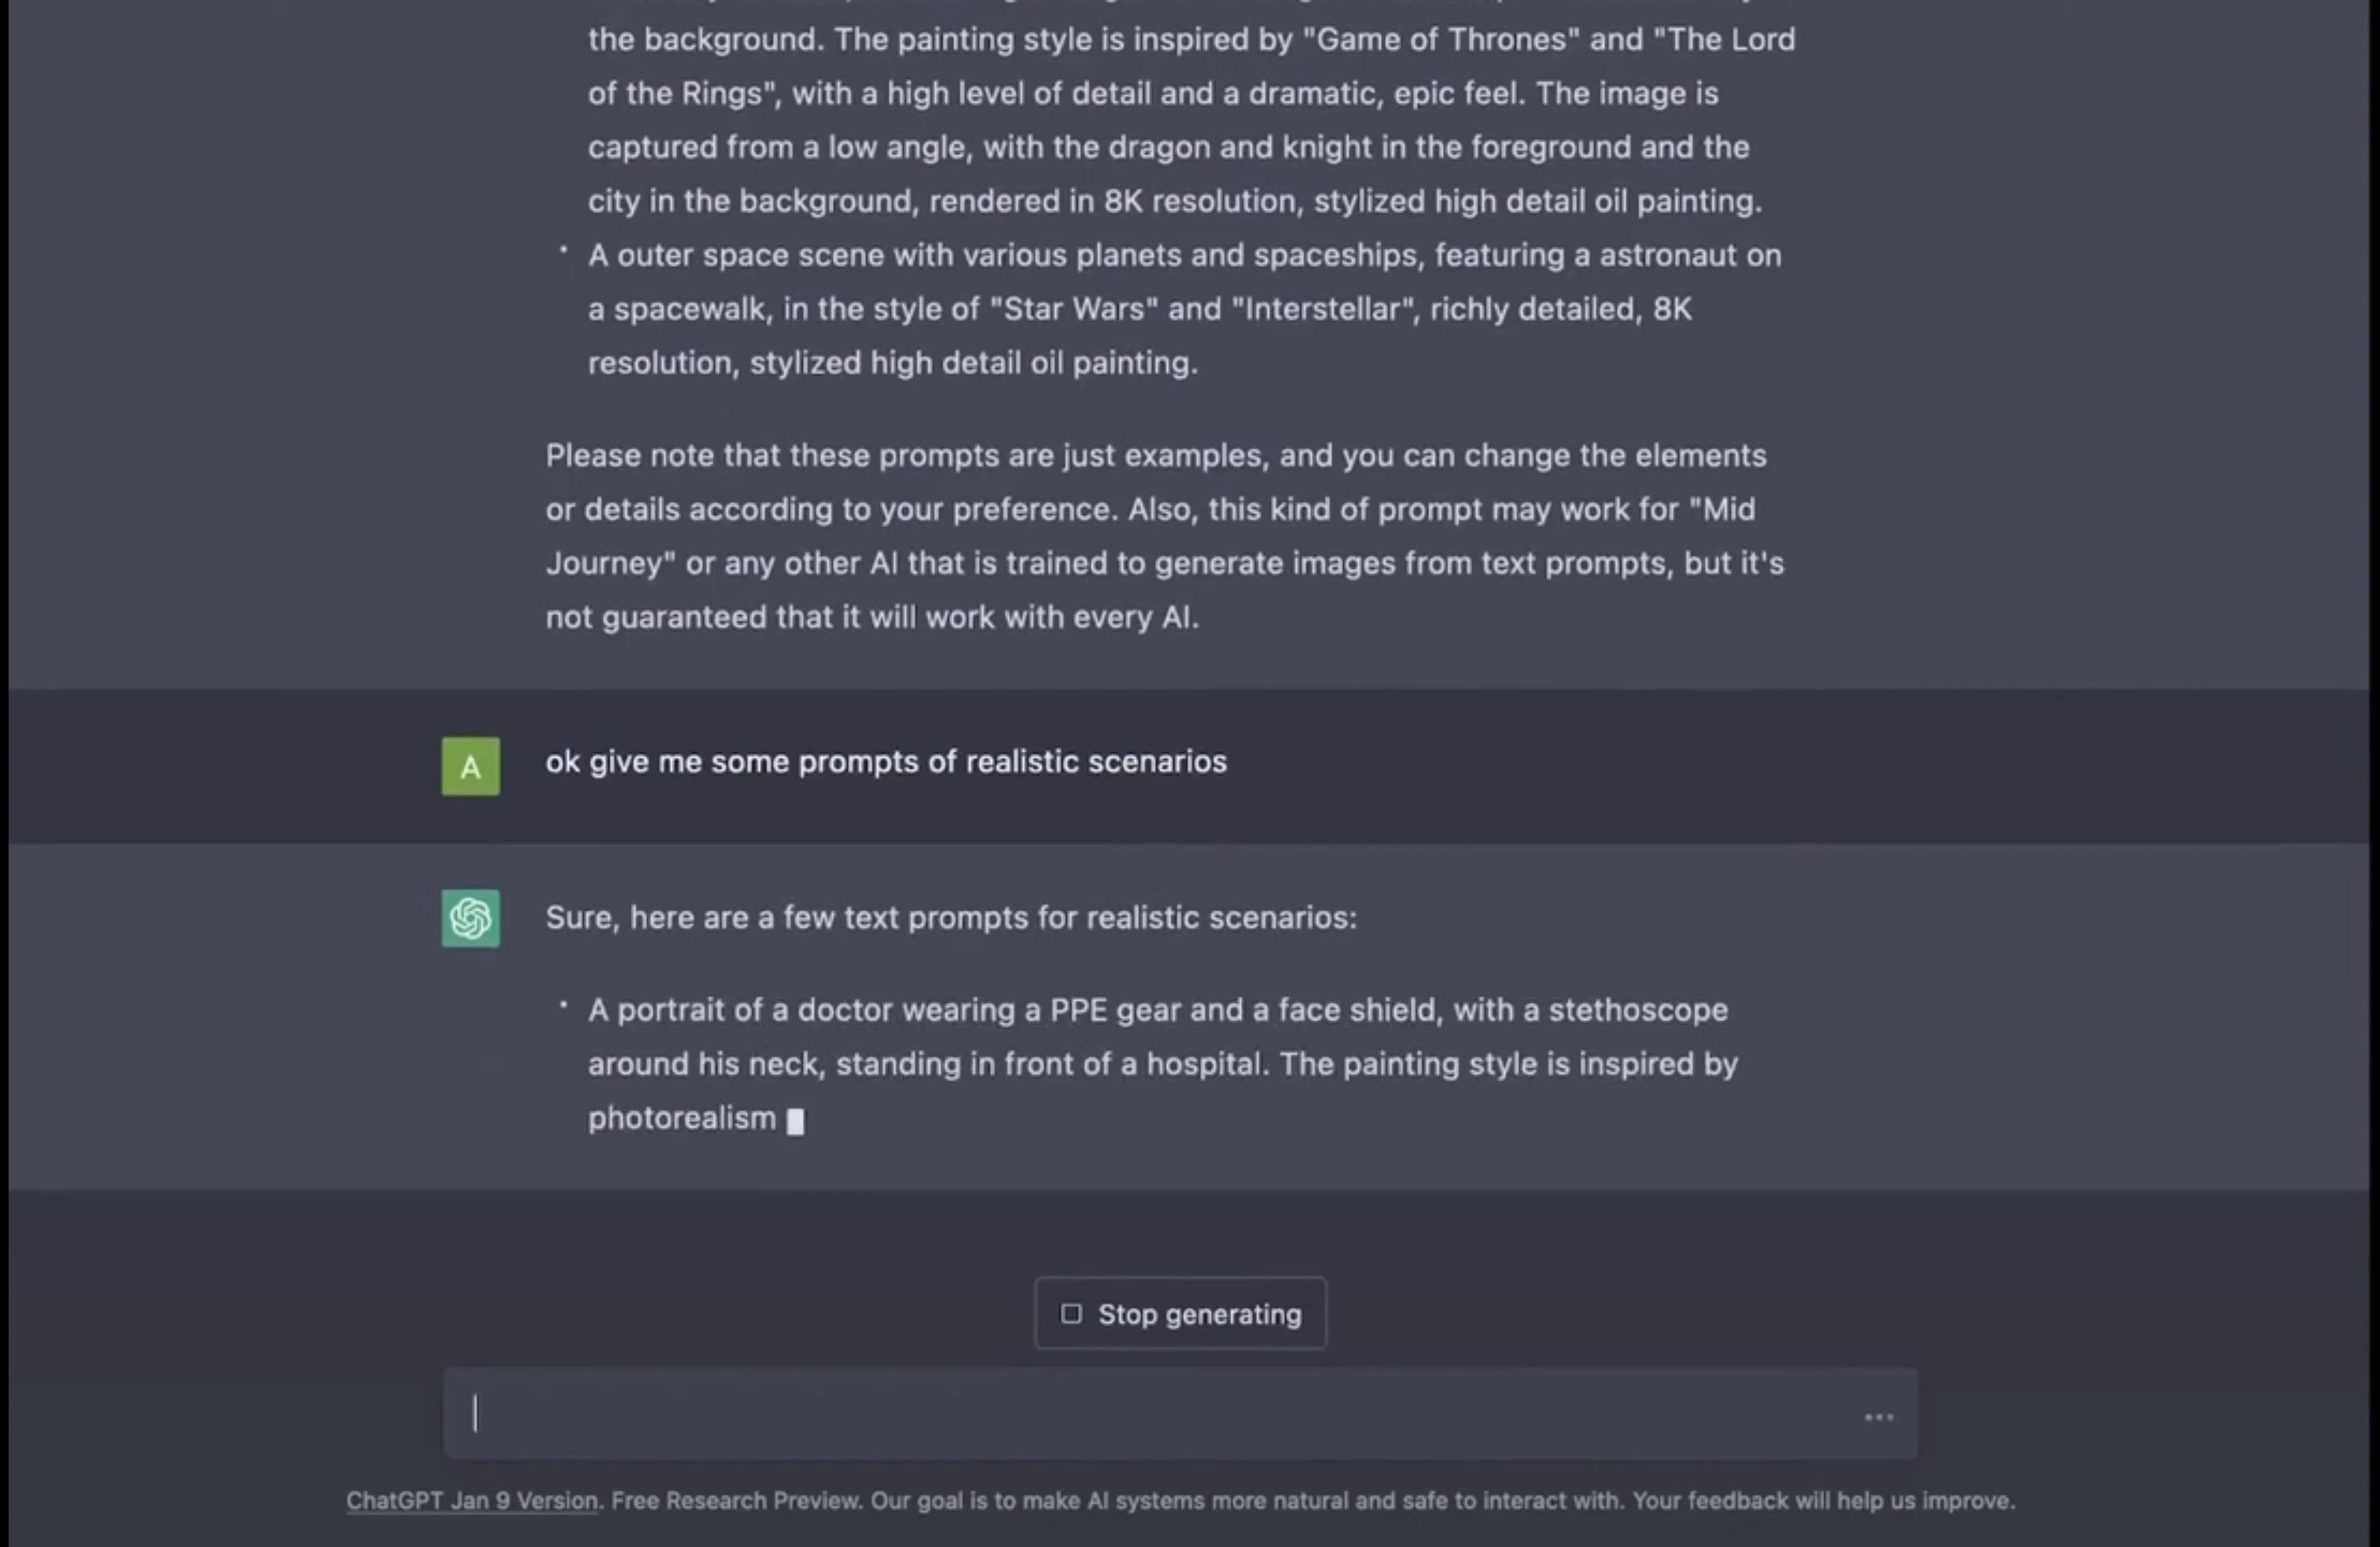 the background. The painting style is inspired by "Game of Thrones" and "The Lord
of the Rings", with a high level of detail and a dramatic, epic feel. The image is
captured from a low angle, with the dragon and knight in the foreground and the
city in the background, rendered in 8K resolution, stylized high detail oil painting.
• A outer space scene with various planets and spaceships, featuring a astronaut on
a spacewalk, in the style of "Star Wars" and "Interstellar", richly detailed, 8K
resolution, stylized high detail oil painting.
Please note that these prompts are just examples, and you can change the elements
or details according to your preference. Also, this kind of prompt may work for "Mid
Journey" or any other AI that is trained to generate images from text prompts, but it's
not guaranteed that it will work with every AI.
A ok give me some prompts of realistic scenarios
Sure, here are a few text prompts for realistic scenarios:
• A portrait of a doctor wearing a PPE gear and a face shield, with a stethoscope
around his neck, standing in front of a hospital. The painting style is inspired by
photorealism
Stop generating
ChatGPT Jan 9 Version. Free Research Preview. Our goal is to make AI systems more natural and safe to interact with. Your feedback will help us improve.